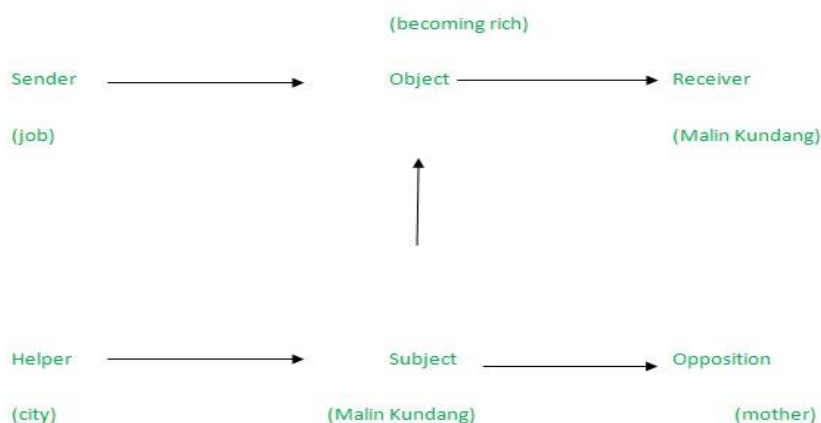 (becoming rich)
Sender Object Receiver
(job) (Malin Kundang)
Helper Subject Opposition
(city) (Malin Kundang) (mother)